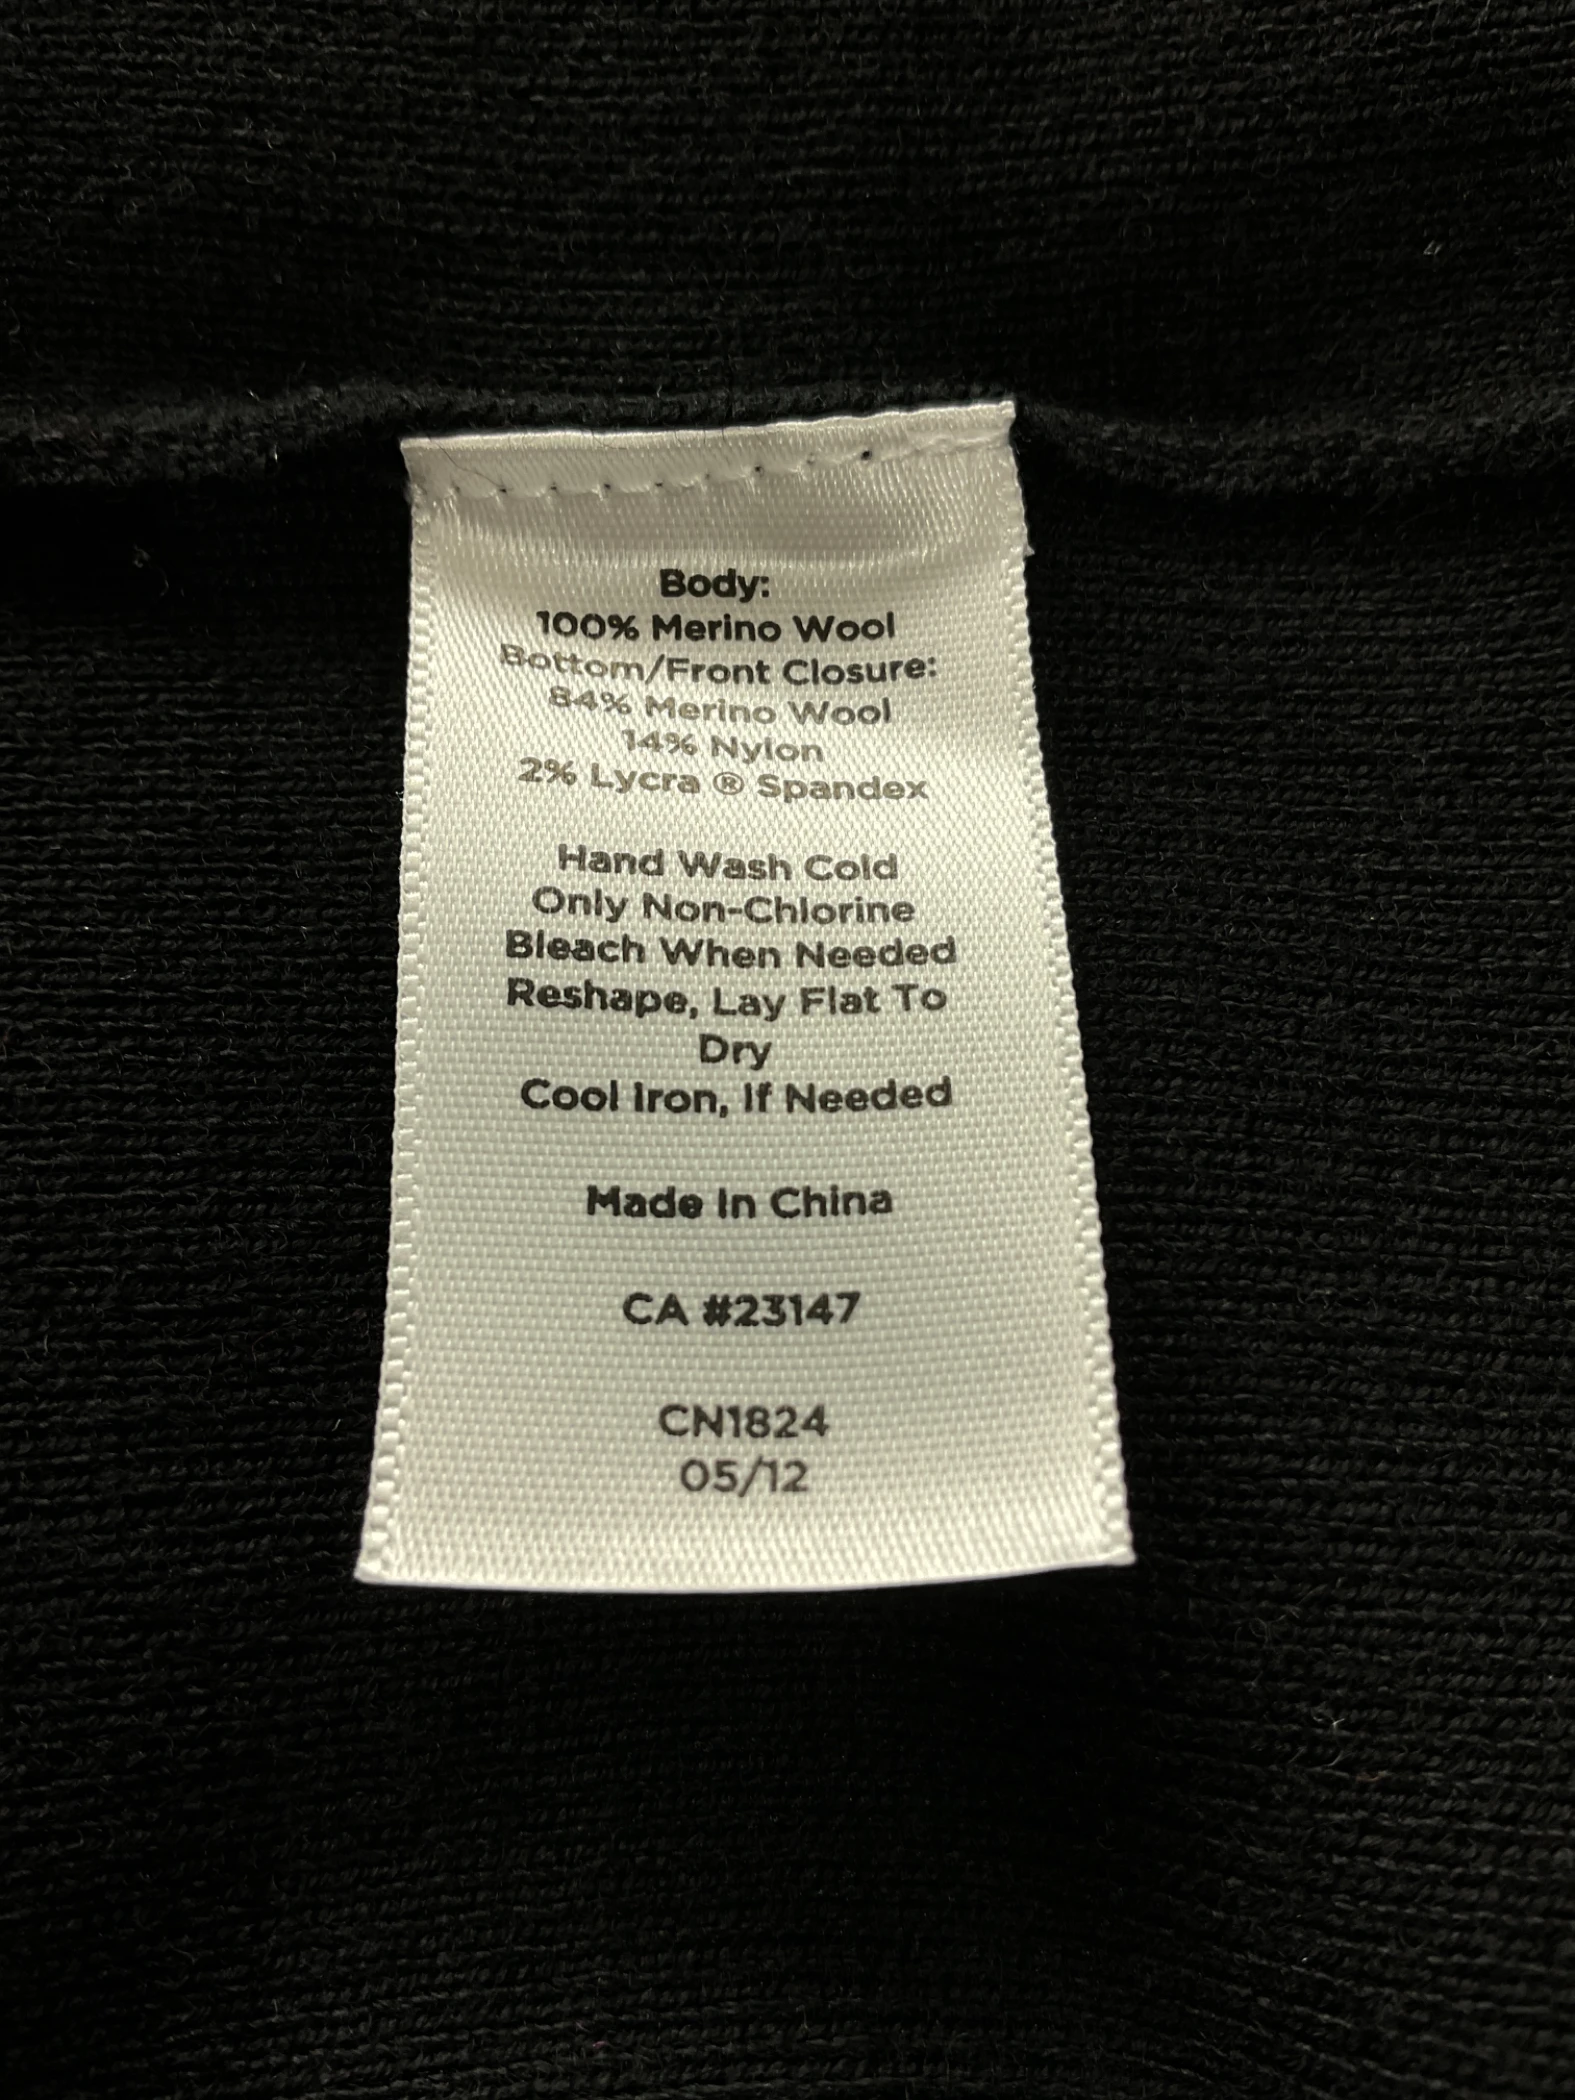 Body:
100% Merino Wool
Bottom/Front Closure:
84% Merino Wool
14% Nylon
2% Lycra ® Spandex
Hand Wash Cold
Only Non-Chlorine
Bleach When Needed
Reshape, Lay Flat To
Dry
Cool Iron, If Needed
Made In China
CA #23147
CN1824
05/12